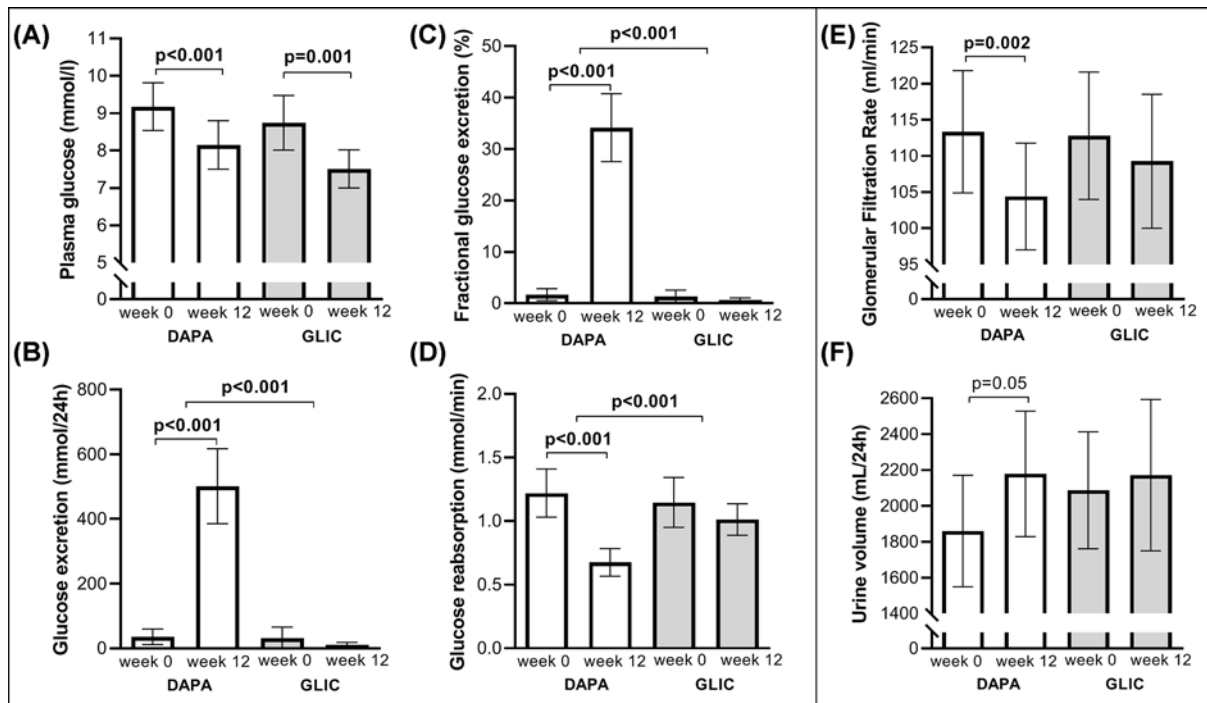 (A)
Plasma glucose (mmol/l)
11
10
9
8
7
6
5
0
p<0.001
p=0.001
week 0 week 12 week 0 week 12
DAPA GLIC
(B)
Glucose excretion (mmol/24h)
800
600
400
200
0
p<0.001
p<0.001
week 0 week 12 week 0 week 12
DAPA GLIC
(C)
Fractional glucose excretion (%)
50
40
30
20
10
0
p<0.001
p<0.001
week 0 week 12 week 0 week 12
DAPA GLIC
(D)
Glucose reabsorption (mmol/min)
2.0
1.5
1.0
0.5
0.0
p<0.001
p<0.001
week 0 week 12 week 0 week 12
DAPA GLIC
(E)
Glomerular Filtration Rate (ml/min)
125
120
115
110
105
100
95
0
p=0.002
week 0 week 12 week 0 week 12
DAPA GLIC
(F)
Urine volume (mL/24h)
2600
2400
2200
2000
1800
1600
1400
0
p=0.05
week 0 week 12 week 0 week 12
DAPA GLIC